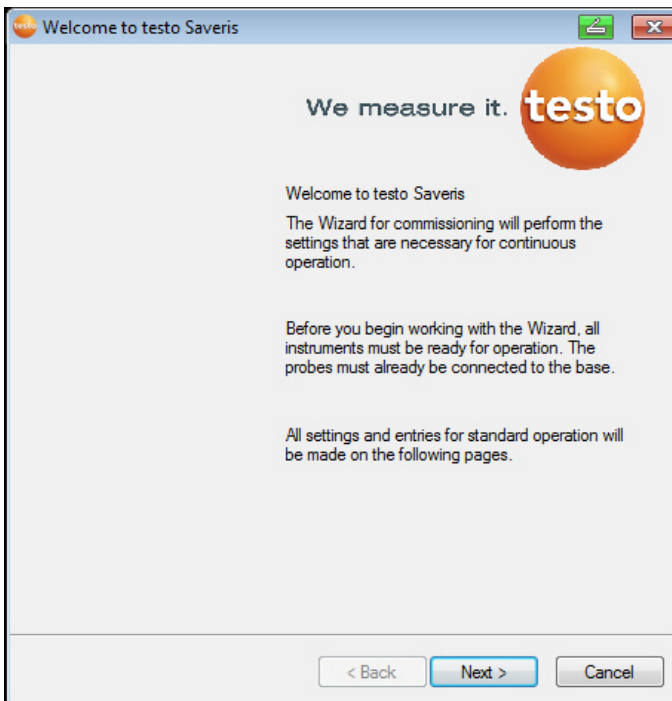 testo Welcome to testo Saveris
We measure it. testo
Welcome to testo Saveris
The Wizard for commissioning will perform the
settings that are necessary for continuous
operation.
Before you begin working with the Wizard, all
instruments must be ready for operation. The
probes must already be connected to the base.
All settings and entries for standard operation will
be made on the following pages.
< Back Next > Cancel